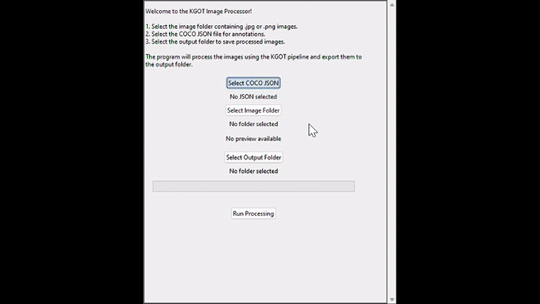 Welcome to the KGOT Image Processor!
1. Select the image folder containing .jpg or .png images.
2. Select the COCO JSON file for annotations.
3. Select the output folder to save processed images.
The program will process the images using the KGOT pipeline and export them to
the output folder.
Select COCO JSON
No JSON selected
Select Image Folder
No folder selected
No preview available
Select Output Folder
No folder selected
Run Processing